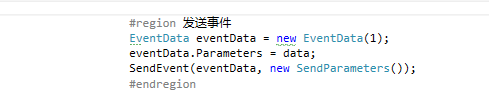 #region 发送事件
EventData eventData = new EventData(1);
eventData.Parameters = data;
SendEvent(eventData, new SendParameters());
#endregion